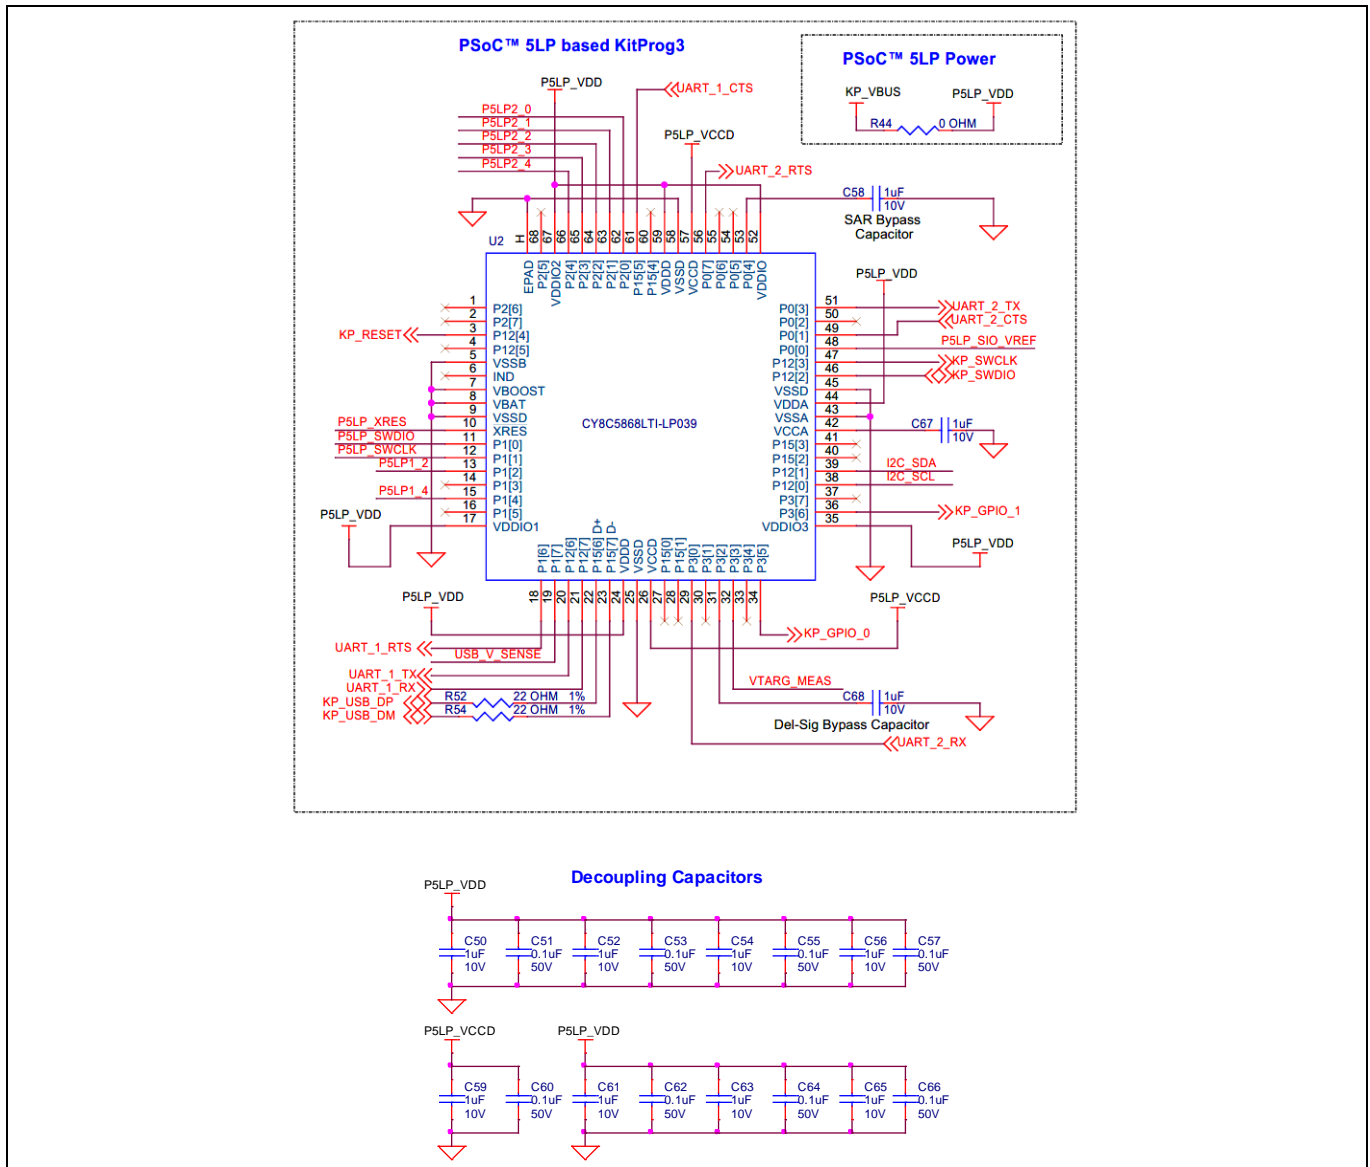 PSoC™ 5LP based KitProg3
PSoC™ 5LP Power
KP_VBUS
P5LP_VDD
R44
0 OHM
P5LP_VDD
UART_1_CTS
P5LP2_0
P5LP2_1
P5LP2_2
P5LP2_3
P5LP2_4
P5LP_VCCD
UART_2_RTS
C58
1uF
10V
SAR Bypass
Capacitor
U2
H 68 67 66 65 64 63 62 61 60 59 58 57 56 55 54 53 52
EPAD P2[5] VDDIO2 P2[4] P2[3] P2[2] P2[1] P2[0] P15[5] P15[4] VDDD VSSD VCCD P0[7] P0[6] P0[5] P0[4] VDDIO
P5LP_VDD
1 P2[6]
2 P2[7]
KP_RESET 3 P12[4]
4 P12[5]
5 VSSB
6 IND
7 VBOOST
8 VBAT
9 VSSD
P5LP_XRES 10 XRES
P5LP_SWDIO 11 P1[0]
P5LP_SWCLK 12 P1[1]
P5LP1_2 13 P1[2]
14 P1[3]
P5LP1_4 15 P1[4]
16 P1[5]
P5LP_VDD 17 VDDIO1
CY8C5868LTI-LP039
P0[3] 51 UART_2_TX
P0[2] 50
P0[1] 49 UART_2_CTS
P0[0] 48 P5LP_SIO_VREF
P12[3] 47 KP_SWCLK
P12[2] 46 KP_SWDIO
VSSD 45
VDDA 44
VSSA 43
VCCA 42 C67 1uF 10V
P15[3] 41
P15[2] 40
P12[1] 39 I2C_SDA
P12[0] 38 I2C_SCL
P3[7] 37
P3[6] 36 KP_GPIO_1
VDDIO3 35
P5LP_VDD
P1[6] P1[7] P12[6] P12[7] P15[6] D+ P15[7] D- VDDD VSSD VCCD P15[0] P15[1] P3[0] P3[1] P3[2] P3[3] P3[4] P3[5]
18 19 20 21 22 23 24 25 26 27 28 29 30 31 32 33 34
P5LP_VDD
P5LP_VCCD
KP_GPIO_0
UART_1_RTS
USB_V_SENSE
UART_1_TX
UART_1_RX
KP_USB_DP R52 22 OHM 1%
KP_USB_DM R54 22 OHM 1%
VTARG_MEAS
C68
1uF
10V
Del-Sig Bypass Capacitor
UART_2_RX
Decoupling Capacitors
P5LP_VDD
C50 C51 C52 C53 C54 C55 C56 C57
1uF 0.1uF 1uF 0.1uF 1uF 0.1uF 1uF 0.1uF
10V 50V 10V 50V 10V 50V 10V 50V
P5LP_VCCD P5LP_VDD
C59 C60 C61 C62 C63 C64 C65 C66
1uF 0.1uF 1uF 0.1uF 1uF 0.1uF 1uF 0.1uF
10V 50V 10V 50V 10V 50V 10V 50V